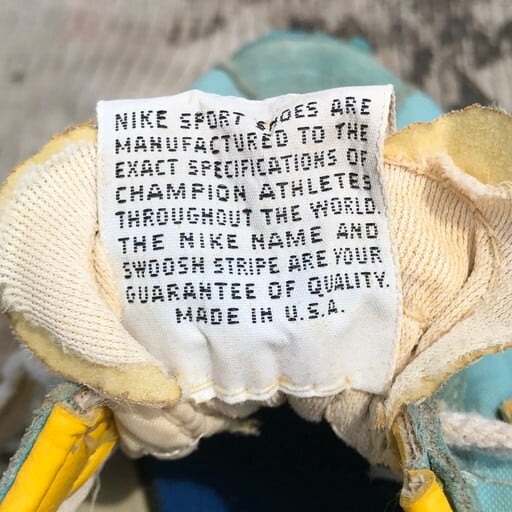 NIKE SPORT SHOES ARE
MANUFACTURED TO THE
EXACT SPECIFICATIONS OF
CHAMPION ATHLETES
THROUGHOUT THE WORLD.
THE NIKE NAME AND
SWOOSH STRIPE ARE YOUR
GUARANTEE OF QUALITY.
MADE IN U.S.A.